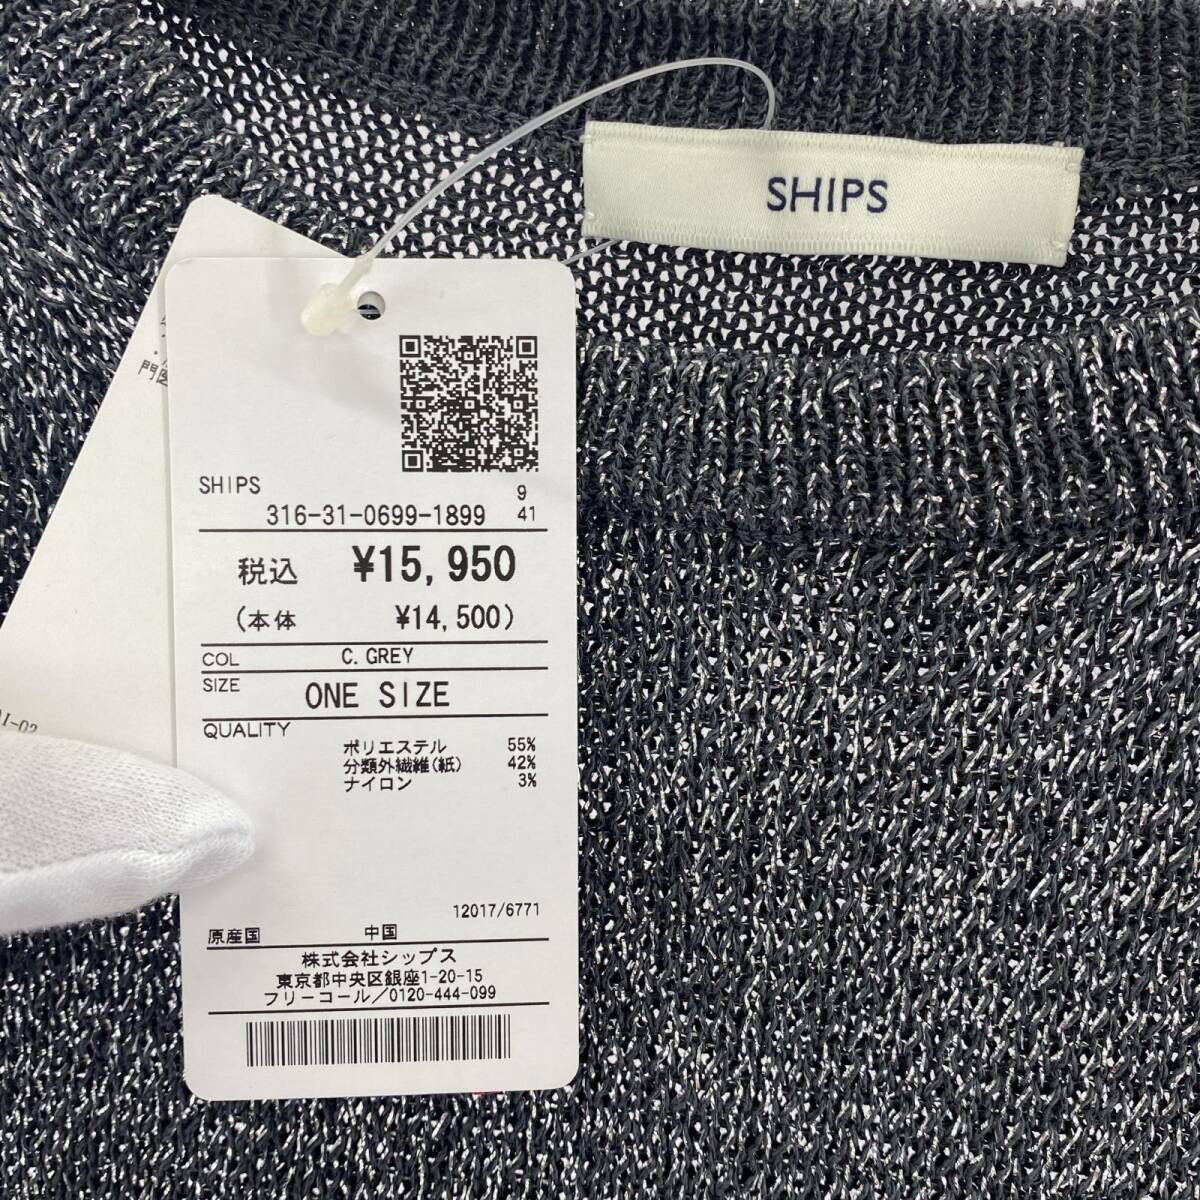 SHIPS
SHIPS
9
316-31-0699-1899 41
税込 ¥15,950
(本体 ¥14,500)
COL C.GREY
SIZE ONE SIZE
QUALITY
ポリエステル 55%
分類外繊維(紙) 42%
ナイロン 3%
12017/6771
原産国 中国
株式会社シップス
東京都中央区銀座1-20-15
フリーコール/0120-444-099